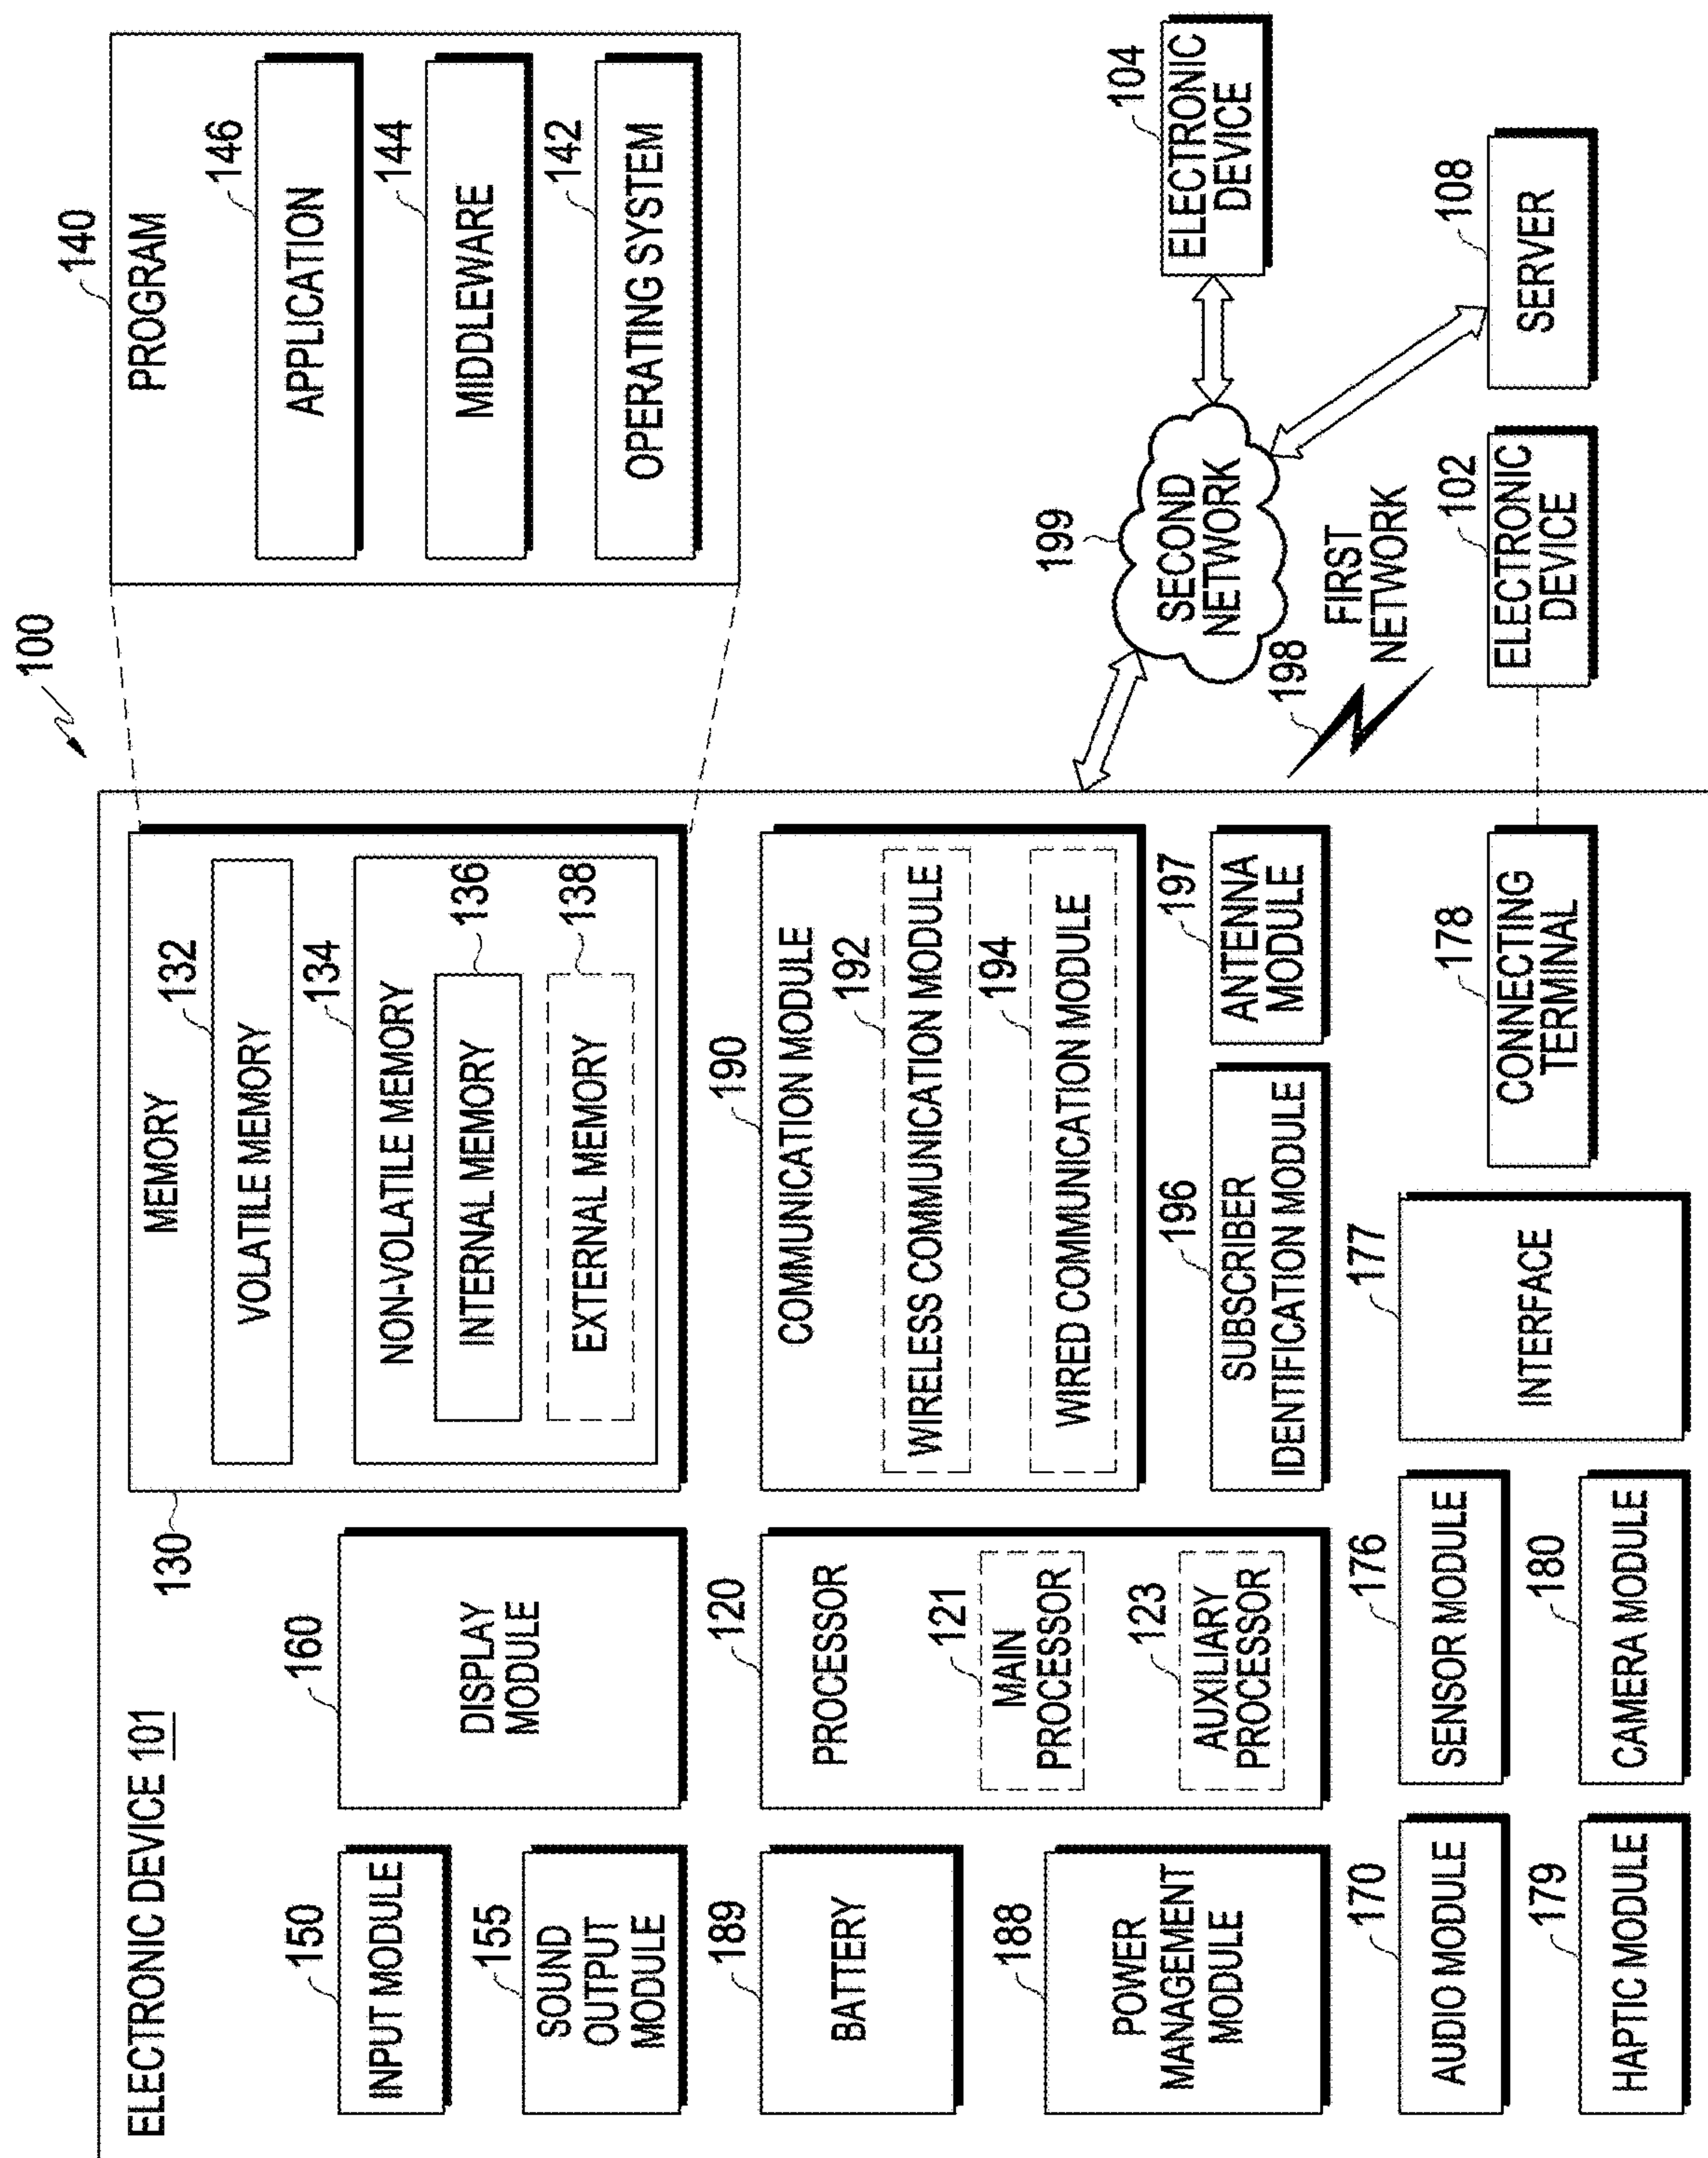 100
ELECTRONIC DEVICE 101
130
MEMORY
132
VOLATILE MEMORY
134
NON-VOLATILE MEMORY
136
INTERNAL MEMORY
138
EXTERNAL MEMORY
140
PROGRAM
146
APPLICATION
144
MIDDLEWARE
142
OPERATING SYSTEM
150
INPUT MODULE
155
SOUND
OUTPUT
MODULE
160
DISPLAY
MODULE
189
BATTERY
188
POWER
MANAGEMENT
MODULE
120
PROCESSOR
121
MAIN
PROCESSOR
123
AUXILIARY
PROCESSOR
190
COMMUNICATION MODULE
192
WIRELESS COMMUNICATION MODULE
194
WIRED COMMUNICATION MODULE
196
SUBSCRIBER
IDENTIFICATION MODULE
197
ANTENNA
MODULE
199
SECOND
NETWORK
104
ELECTRONIC
DEVICE
198
FIRST
NETWORK
108
SERVER
102
ELECTRONIC
DEVICE
170
AUDIO MODULE
176
SENSOR MODULE
177
INTERFACE
178
CONNECTING
TERMINAL
179
HAPTIC MODULE
180
CAMERA MODULE